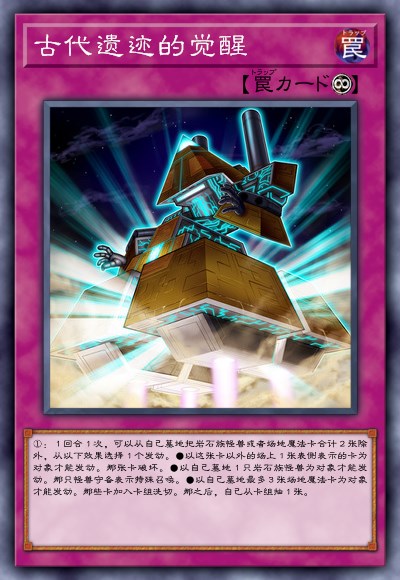 古代遗迹的觉醒
トラップ
罠
トラップ
【罠カード】
①：1回合1次，可以从自己墓地把岩石族怪兽或者场地魔法卡合计2张除
外，从以下效果选择1个发动。●以这张卡以外的场上1张表侧表示的卡为
对象才能发动。那张卡破坏。●以自己墓地1只岩石族怪兽为对象才能发
动。那只怪兽守备表示特殊召唤。●以自己墓地最多3张场地魔法卡为对象
才能发动。那些卡加入卡组洗切。那之后，自己从卡组抽1张。